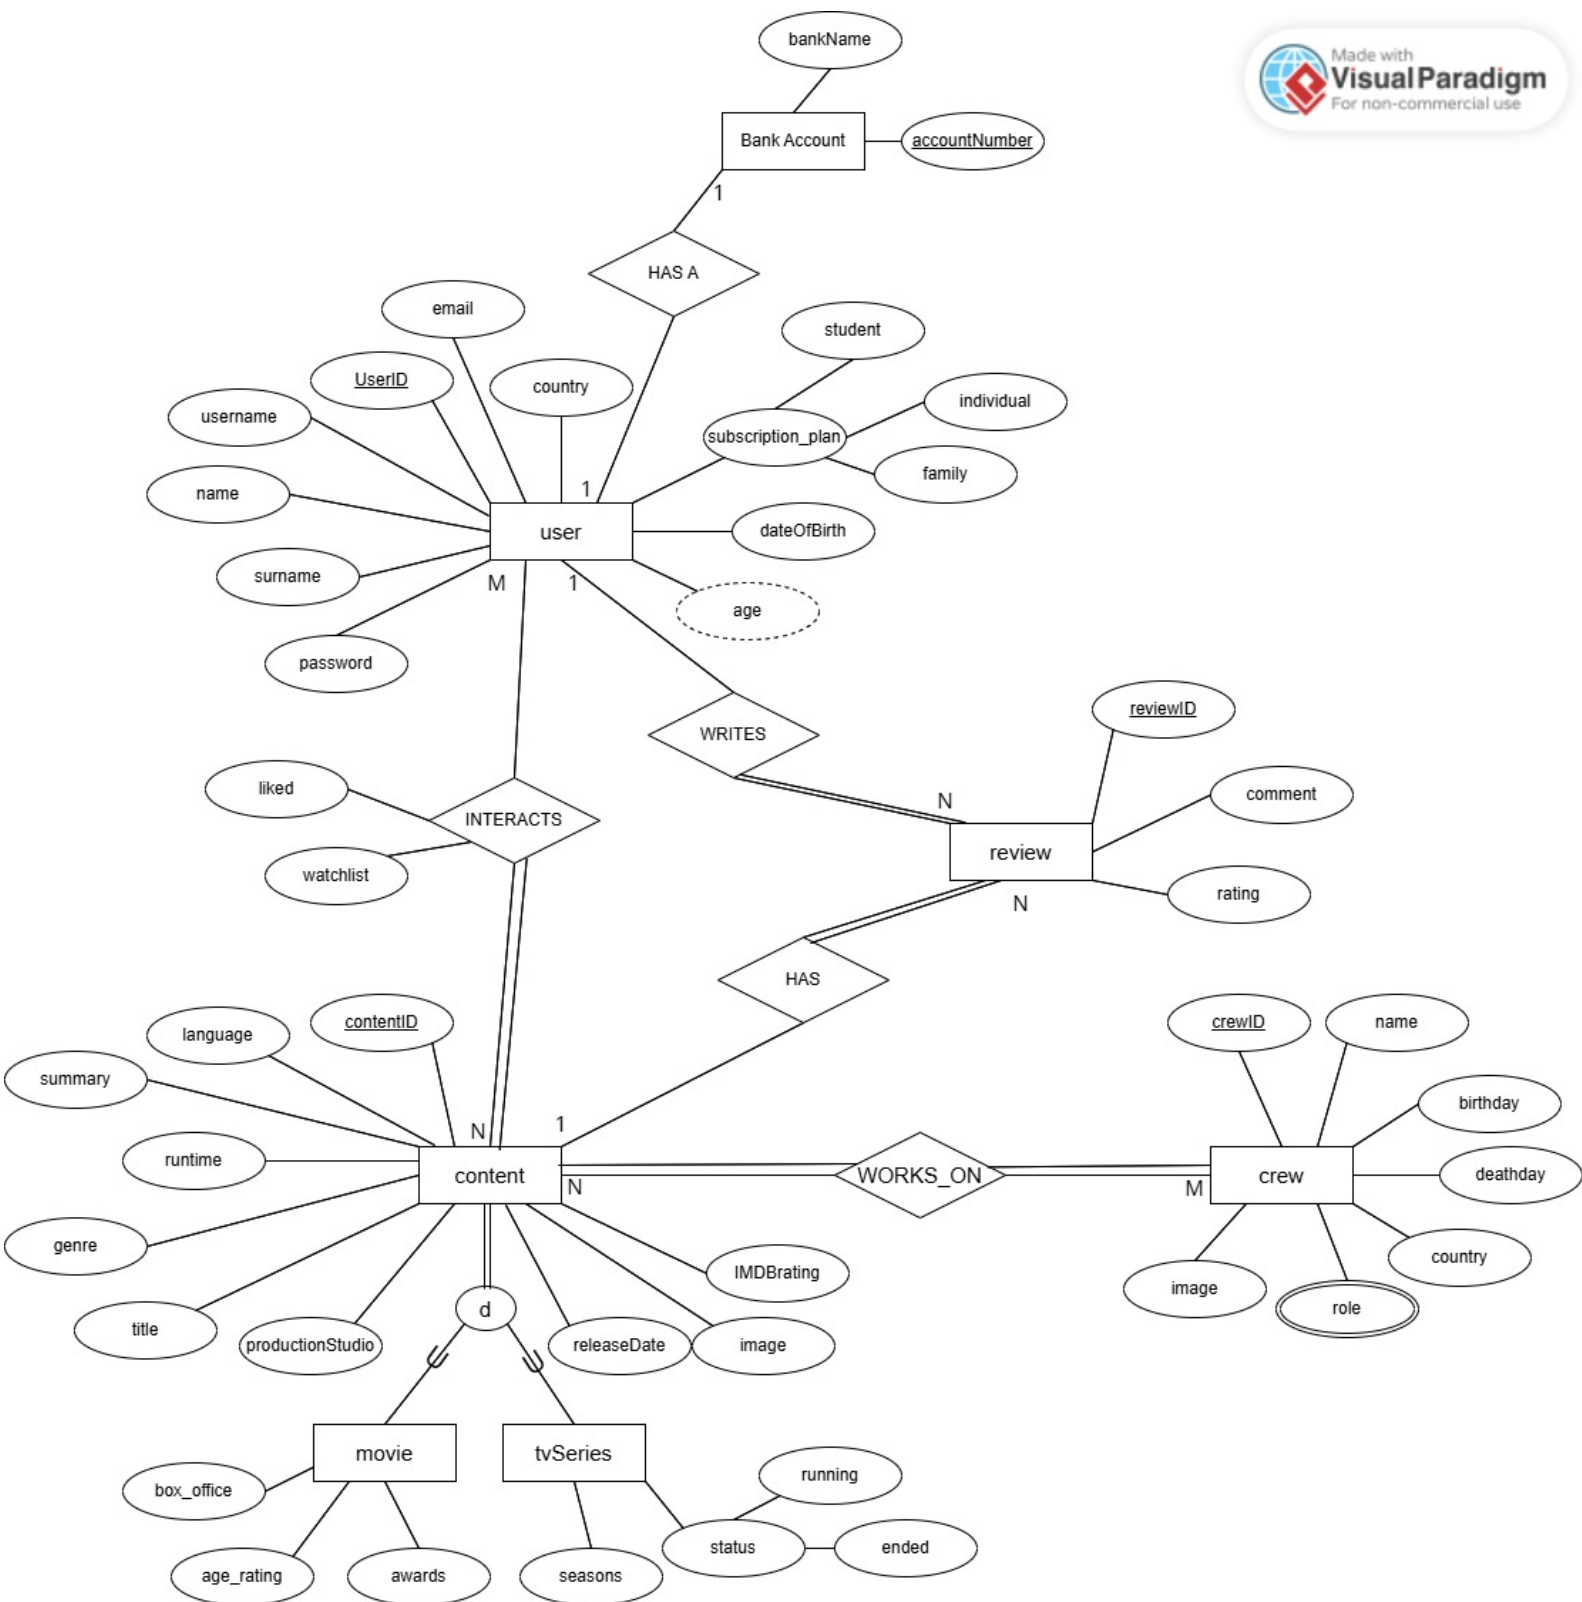 bankName
Made with
VisualParadigm
For non-commercial use
Bank Account
accountNumber
1
HAS A
email
student
UserID
country
individual
username
subscription_plan
family
name
1
user
dateOfBirth
surname
M
1
age
password
reviewID
WRITES
liked
comment
N
INTERACTS
review
watchlist
rating
N
HAS
contentID
crewID
name
language
summary
birthday
N
1
runtime
content
N
WORKS_ON
M
crew
deathday
genre
country
IMDBrating
image
role
d
title
productionStudio
releaseDate
image
movie
tvSeries
running
box_office
status
ended
age_rating
awards
seasons